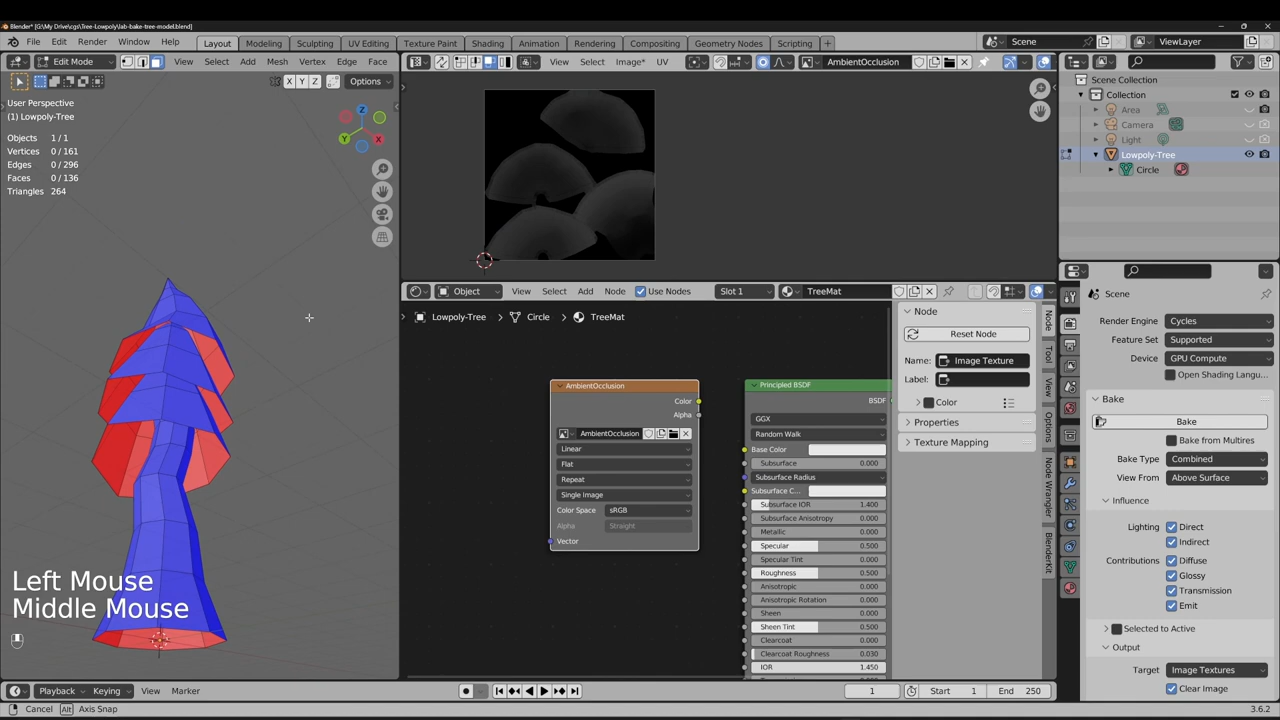 Blender* [G:\My Drive\cgs\Tree-Lowpoly\lab-bake-tree-model.blend]
File Edit Render Window Help Layout Modeling Sculpting UV Editing Texture Paint Shading Animation Rendering Compositing Geometry Nodes Scripting + Scene ViewLayer
Edit Mode View Select Add Mesh Vertex Edge Face
View Select Image* UV AmbientOcclusion
X Y Z Options
User Perspective
(1) Lowpoly-Tree
Objects 1 / 1
Vertices 0 / 161
Edges 0 / 296
Faces 0 / 136
Triangles 264
Z
Y
X
Scene Collection
Collection
Area
Camera
Light
Lowpoly-Tree
Circle
Object View Select Add Node Use Nodes Slot 1 TreeMat
Lowpoly-Tree > Circle > TreeMat
AmbientOcclusion
Color
Alpha
AmbientOcclusion
Linear
Flat
Repeat
Single Image
Color Space sRGB
Alpha Straight
Vector
Principled BSDF
BSDF
GGX
Random Walk
Base Color
Subsurface 0.000
Subsurface Radius
Subsurface C...
Subsurface IOR 1.400
Subsurface Anisotropy 0.000
Metallic 0.000
Specular 0.500
Specular Tint 0.000
Roughness 0.500
Anisotropic 0.000
Anisotropic Rotation 0.000
Sheen 0.000
Sheen Tint 0.500
Clearcoat 0.000
Clearcoat Roughness 0.030
IOR 1.450
Node
Reset Node
Name: Image Texture
Label:
Color
Properties
Texture Mapping
Node
Tool
View
Options
Node Wrangler
BlenderKit
Scene
Render Engine Cycles
Feature Set Supported
Device GPU Compute
Open Shading Langu...
Bake
Bake
Bake from Multires
Bake Type Combined
View From Above Surface
Influence
Lighting Direct
Indirect
Contributions Diffuse
Glossy
Transmission
Emit
Selected to Active
Output
Target Image Textures
Clear Image
Left Mouse
Middle Mouse
Playback Keying View Marker 1 Start 1 End 250
Cancel Alt Axis Snap 3.6.2